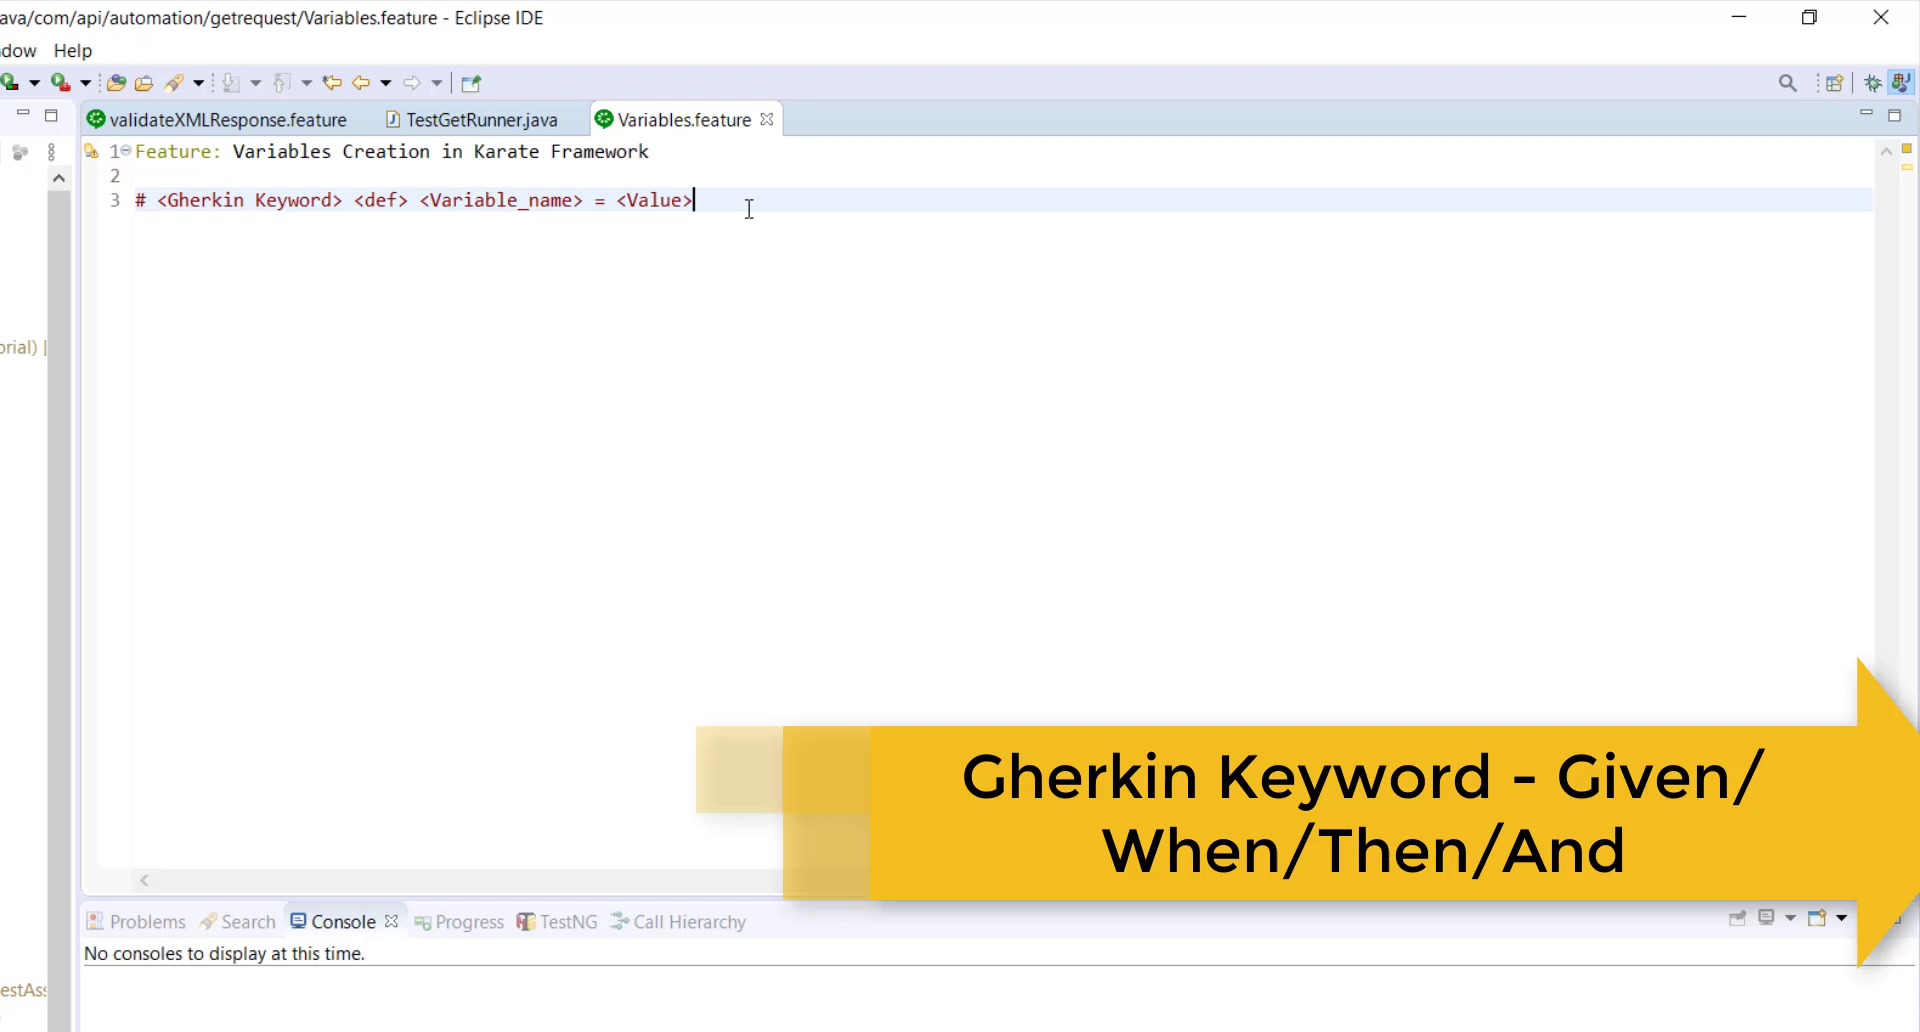 ava/com/api/automation/getrequest/Variables.feature - Eclipse IDE
dow Help
validateXMLResponse.feature TestGetRunner.java Variables.feature
1 Feature: Variables Creation in Karate Framework
2
3 # <Gherkin Keyword> <def> <Variable_name> = <Value>
orial) [
Gherkin Keyword - Given/
When/Then/And
Problems Search Console Progress TestNG Call Hierarchy
No consoles to display at this time.
estAss